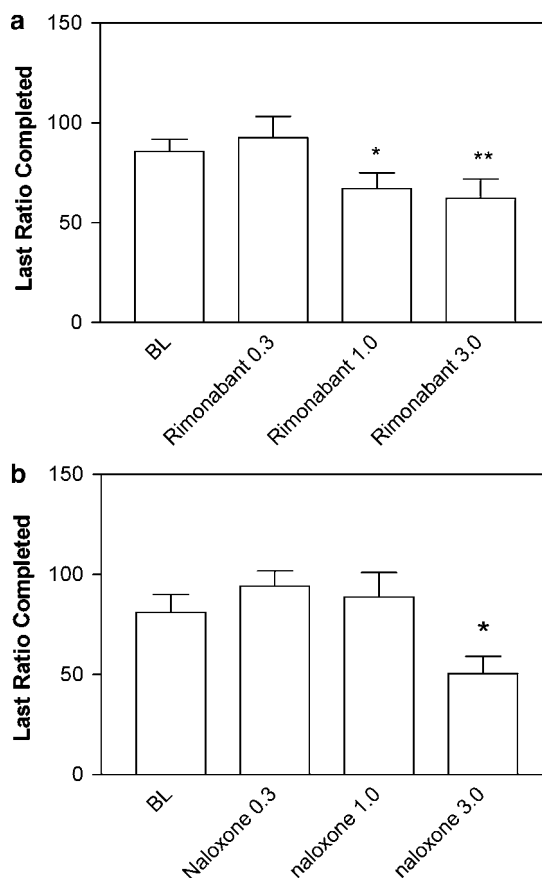 a
150
100
50
0
Last Ratio Completed
*
**
BL
Rimonabant 0.3
Rimonabant 1.0
Rimonabant 3.0
b
150
100
50
0
Last Ratio Completed
*
BL
Naloxone 0.3
naloxone 1.0
naloxone 3.0